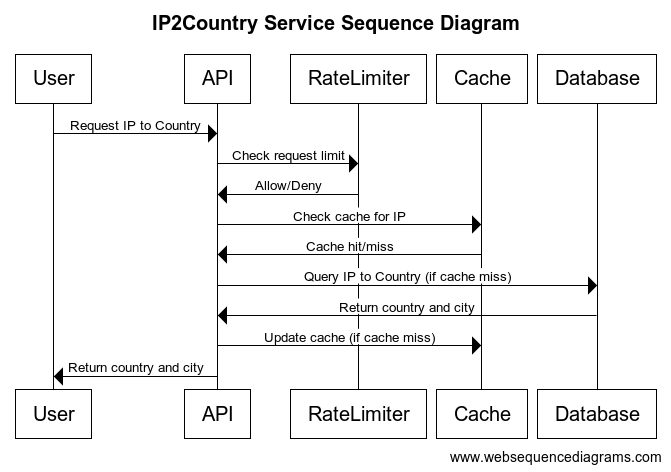 IP2Country Service Sequence Diagram
User API RateLimiter Cache Database
Request IP to Country
Check request limit
Allow/Deny
Check cache for IP
Cache hit/miss
Query IP to Country (if cache miss)
Return country and city
Update cache (if cache miss)
Return country and city
User API RateLimiter Cache Database
www.websequencediagrams.com